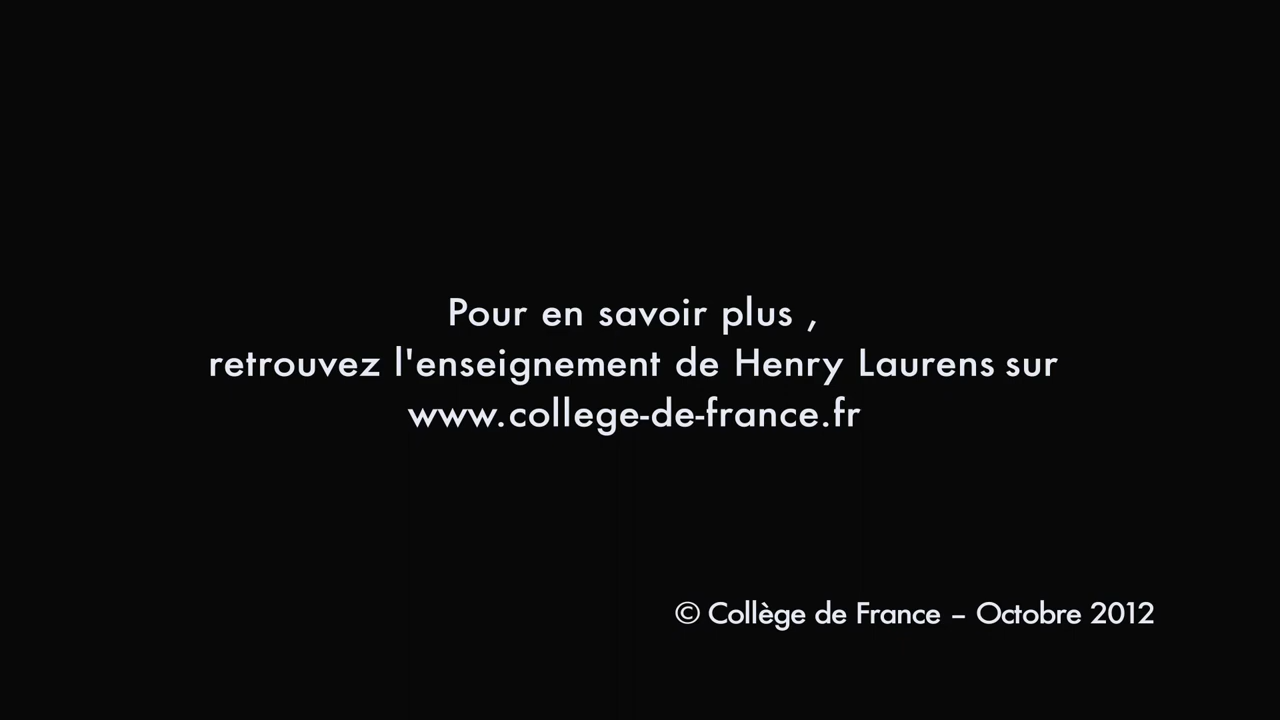 Pour en savoir plus ,
retrouvez l'enseignement de Henry Laurens sur
www.college-de-france.fr
© Collège de France – Octobre 2012